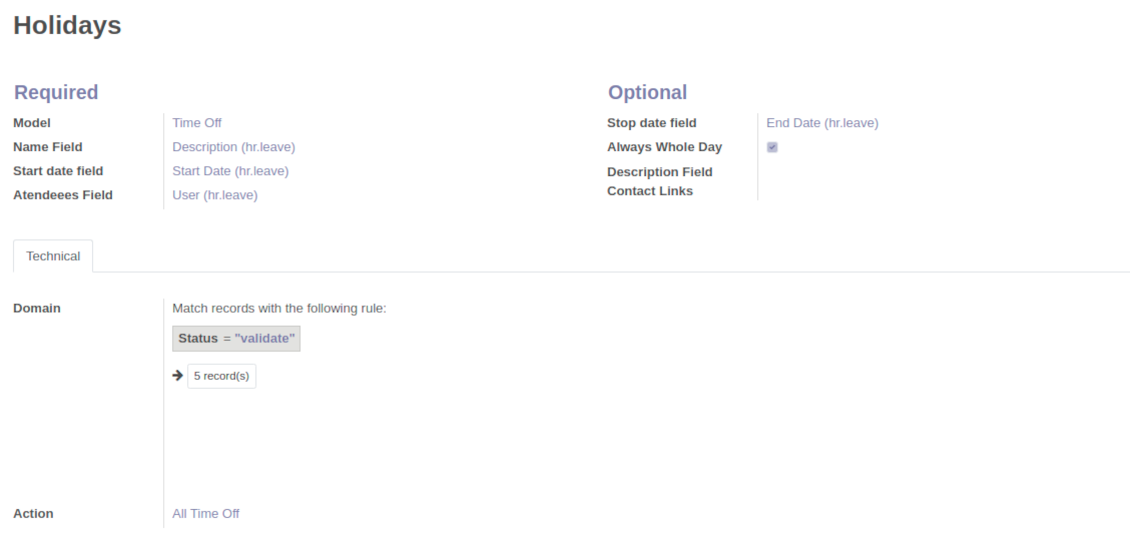 Holidays
Required
Model Time Off
Name Field Description (hr.leave)
Start date field Start Date (hr.leave)
Atendeees Field User (hr.leave)
Optional
Stop date field End Date (hr.leave)
Always Whole Day
Description Field
Contact Links
Technical
Domain Match records with the following rule:
Status = "validate"
5 record(s)
Action All Time Off